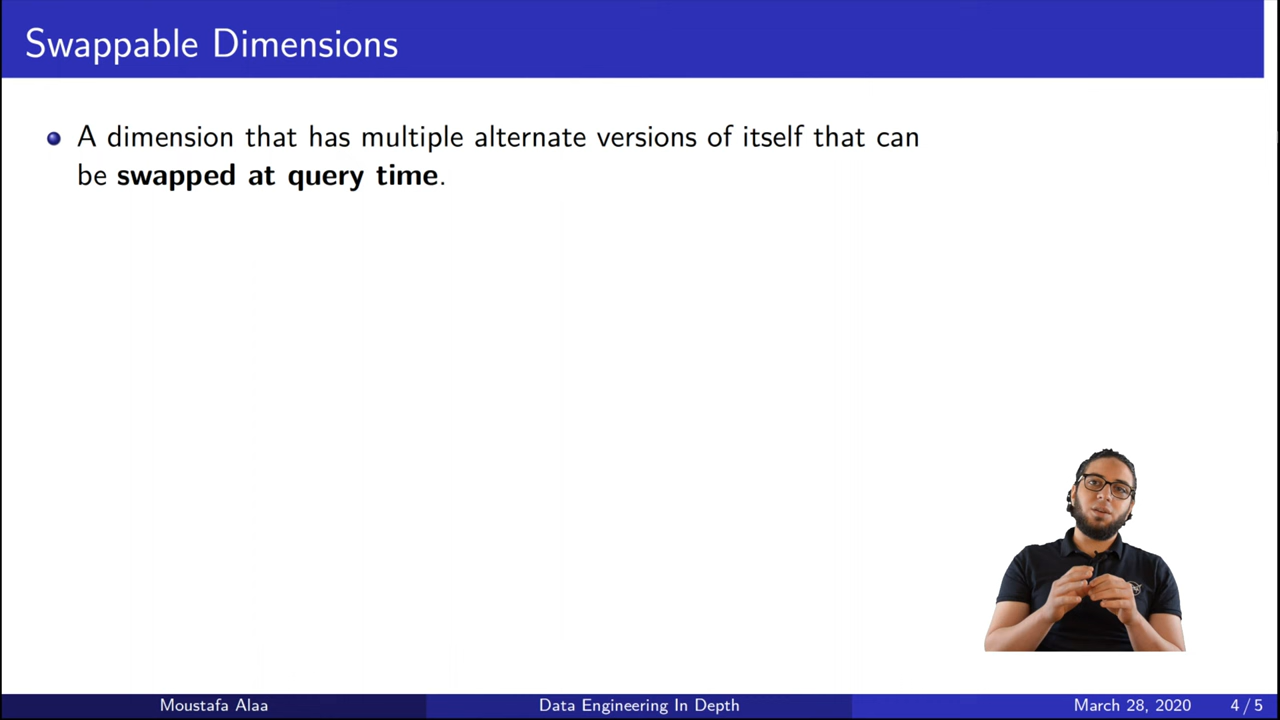 Swappable Dimensions
A dimension that has multiple alternate versions of itself that can
be swapped at query time.
Moustafa Alaa
Data Engineering In Depth
March 28, 2020
4 / 5